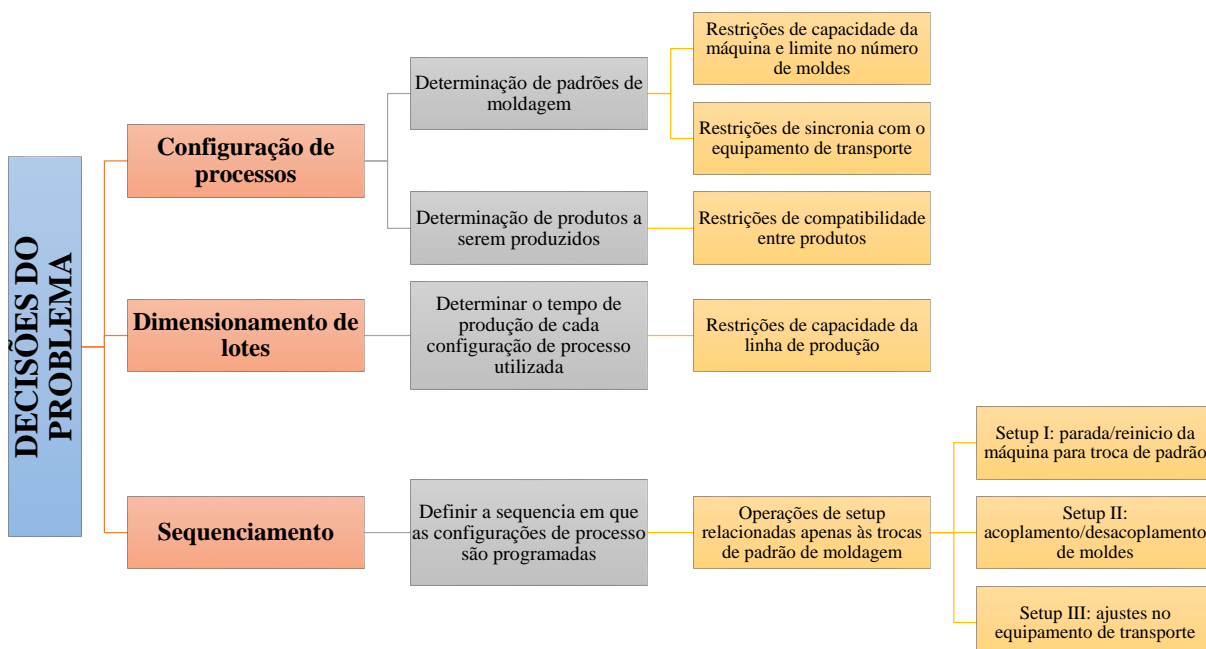 DECISÕES DO
PROBLEMA
Configuração de
processos
Determinação de padrões de
moldagem
Restrições de capacidade da
máquina e limite no número
de moldes
Restrições de sincronia com o
equipamento de transporte
Determinação de produtos a
serem produzidos
Restrições de compatibilidade
entre produtos
Dimensionamento de
lotes
Determinar o tempo de
produção de cada
configuração de processo
utilizada
Restrições de capacidade da
linha de produção
Sequenciamento
Definir a sequencia em que
as configurações de processo
são programadas
Operações de setup
relacionadas apenas às trocas
de padrão de moldagem
Setup I: parada/reinicio da
máquina para troca de padrão
Setup II:
acoplamento/desacoplamento
de moldes
Setup III: ajustes no
equipamento de transporte